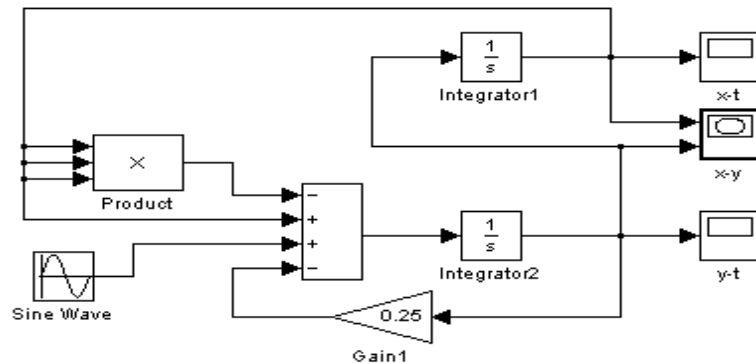 1
s
Integrator1
x-t
×
Product
x-y
−
+
+
−
1
s
Integrator2
y-t
Sine Wave
0.25
Gain1